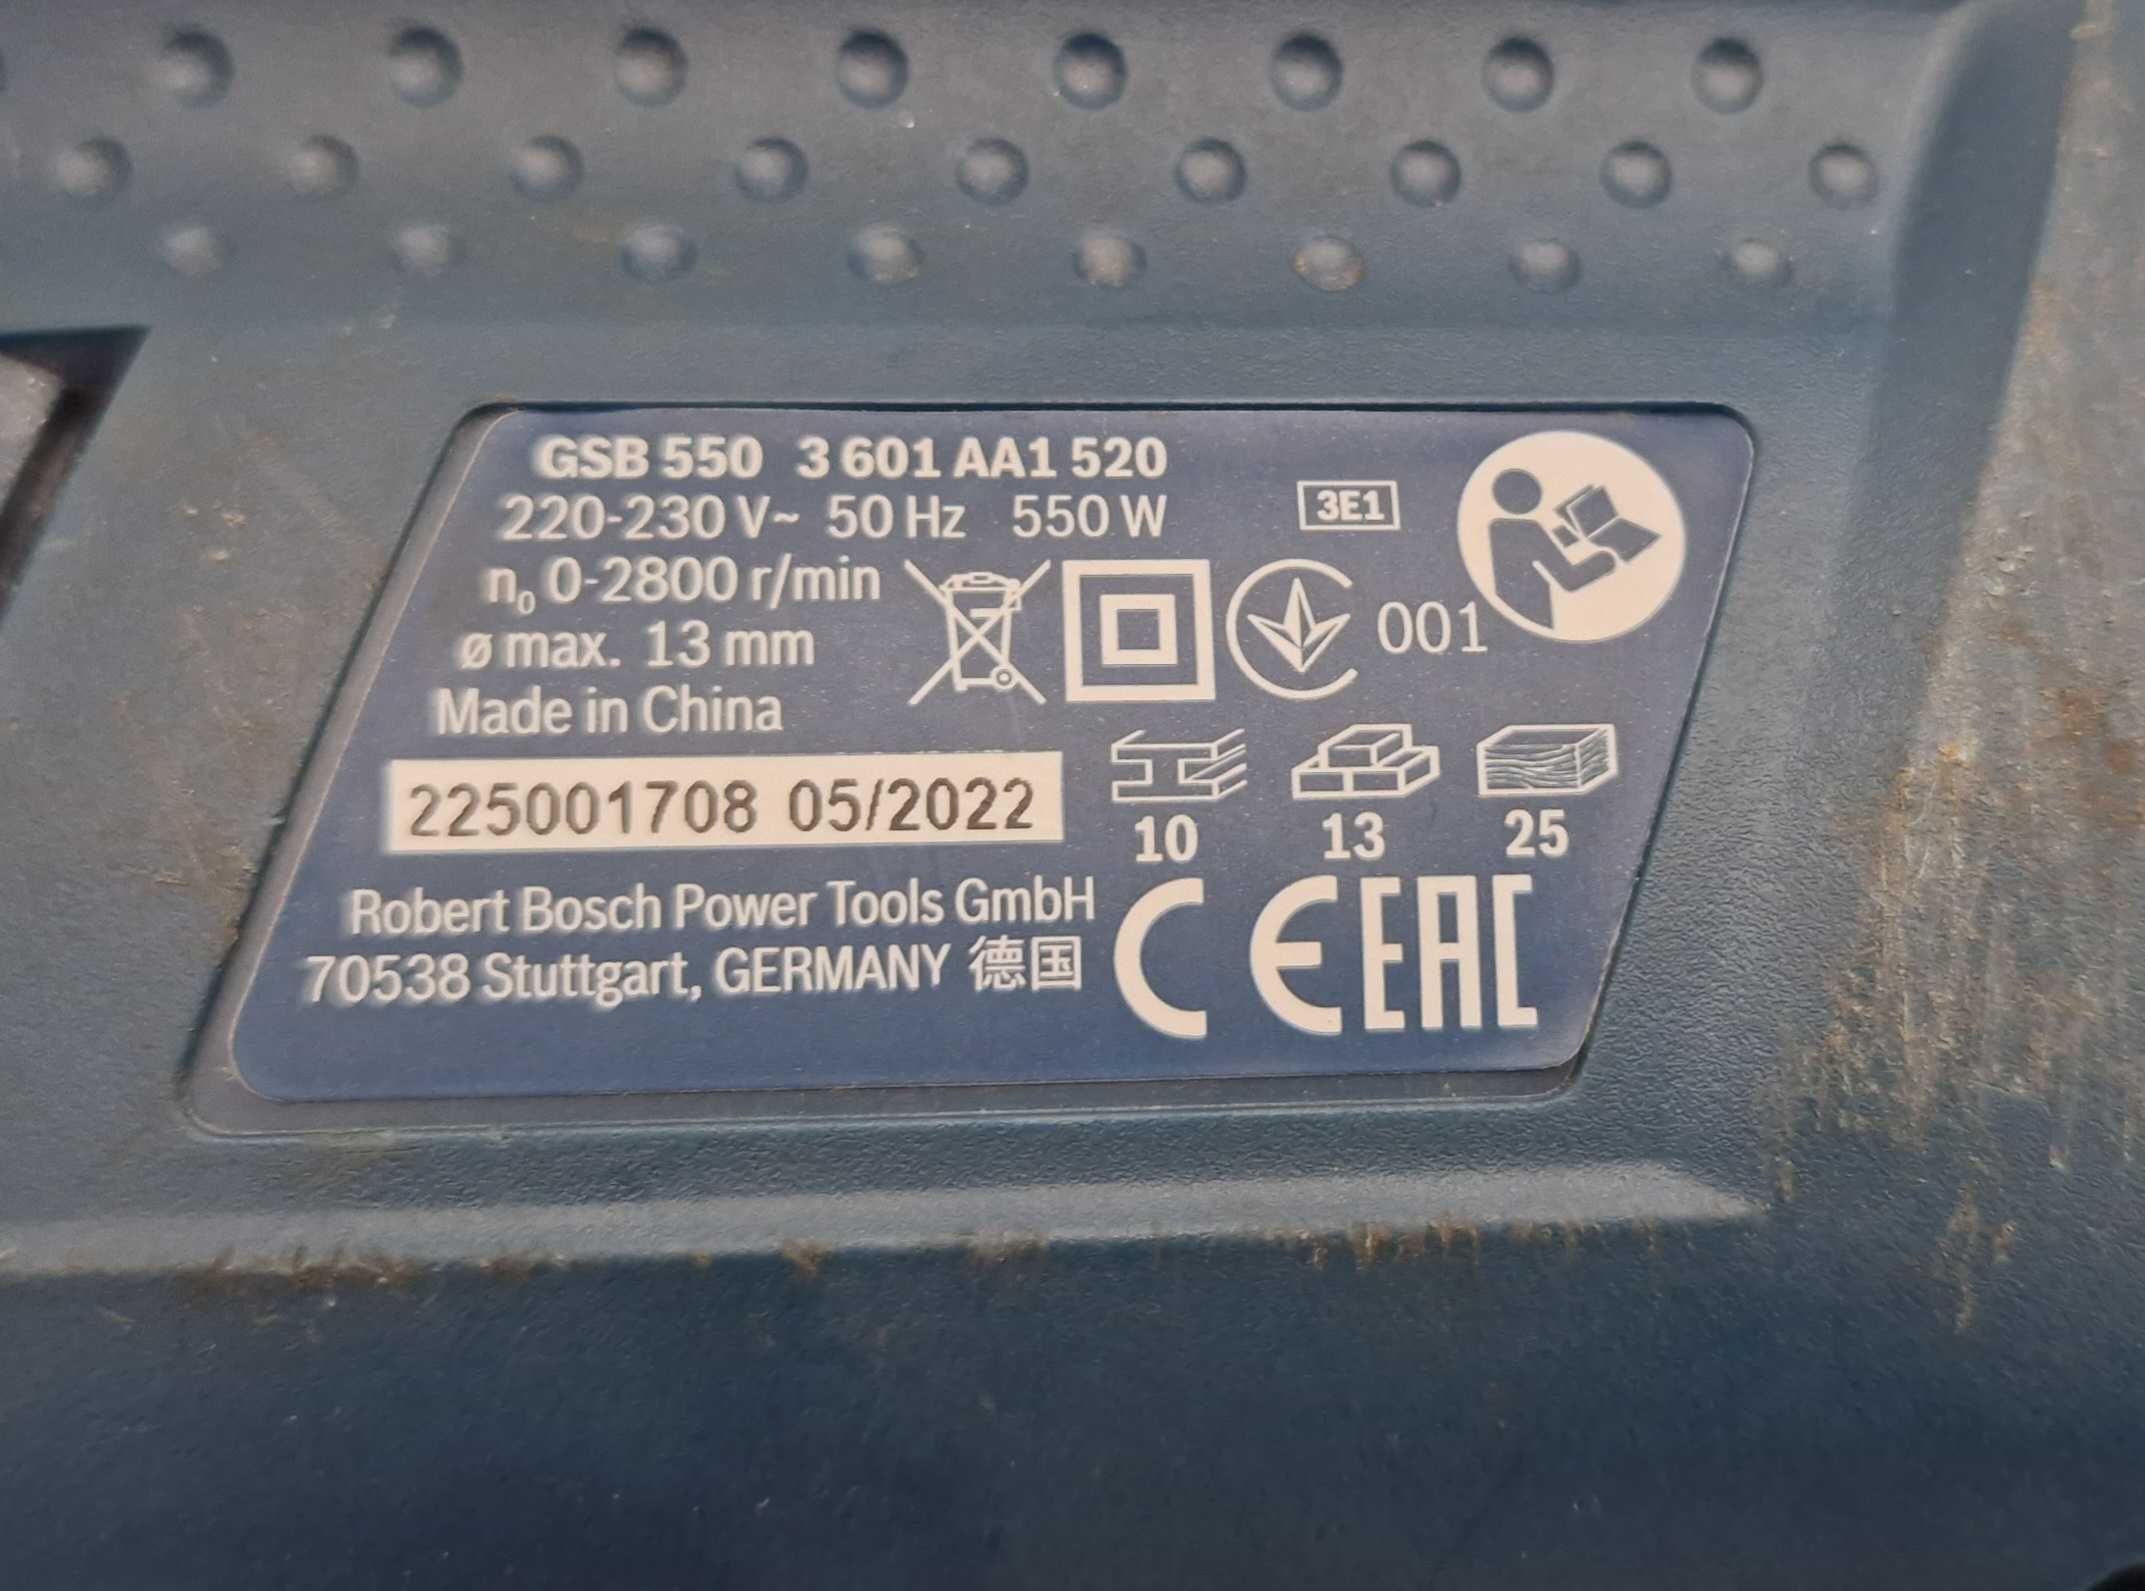 GSB 550 3 601 AA1 520
220-230 V~ 50 Hz 550 W
3E1
n₀ 0-2800 r/min
ø max. 13 mm
001
Made in China
225001708 05/2022
10 13 25
Robert Bosch Power Tools GmbH
70538 Stuttgart, GERMANY 德国
CE EAC